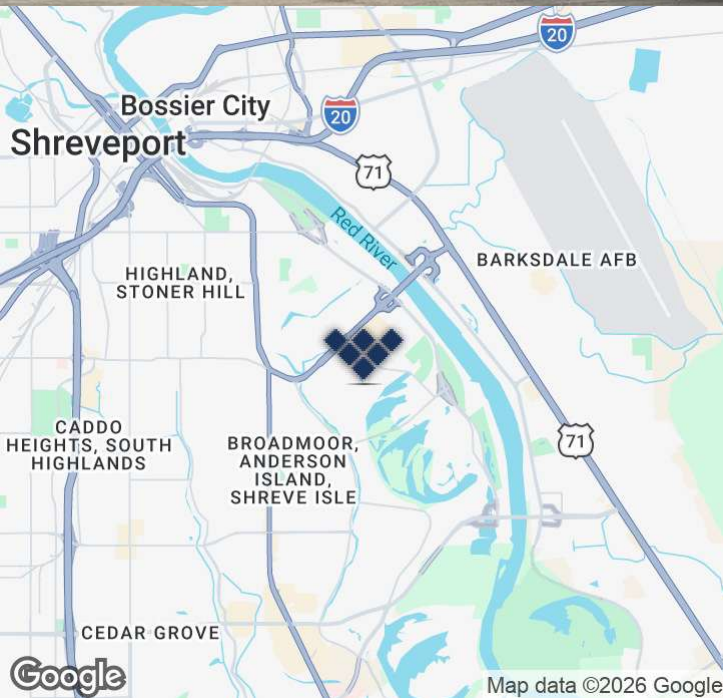 20
Bossier City
20
Shreveport
71
Red River
BARKSDALE AFB
HIGHLAND,
STONER HILL
CADDO
HEIGHTS, SOUTH
HIGHLANDS
BROADMOOR,
ANDERSON
ISLAND,
SHREVE ISLE
71
CEDAR GROVE
Google
Map data ©2026 Google